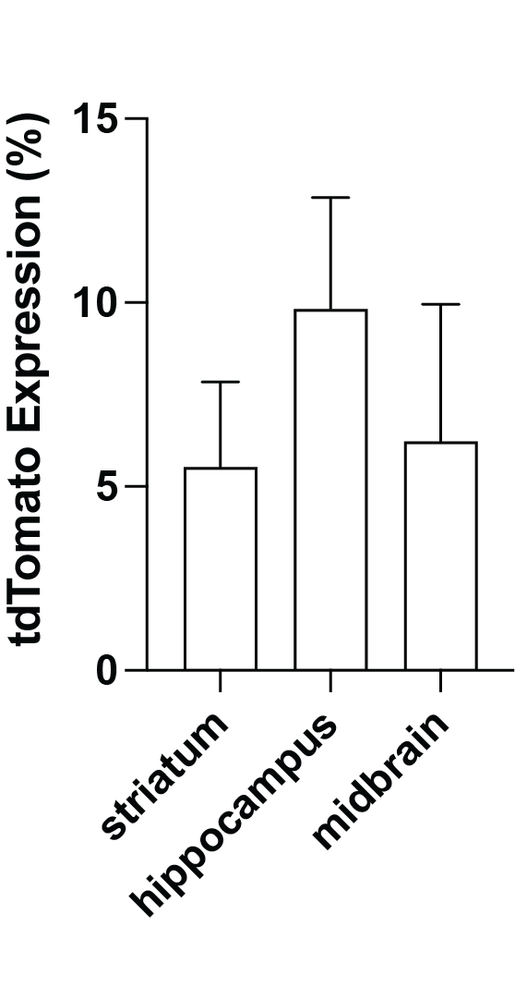 tdTomato Expression (%)
15
10
5
0
striatum
hippocampus
midbrain